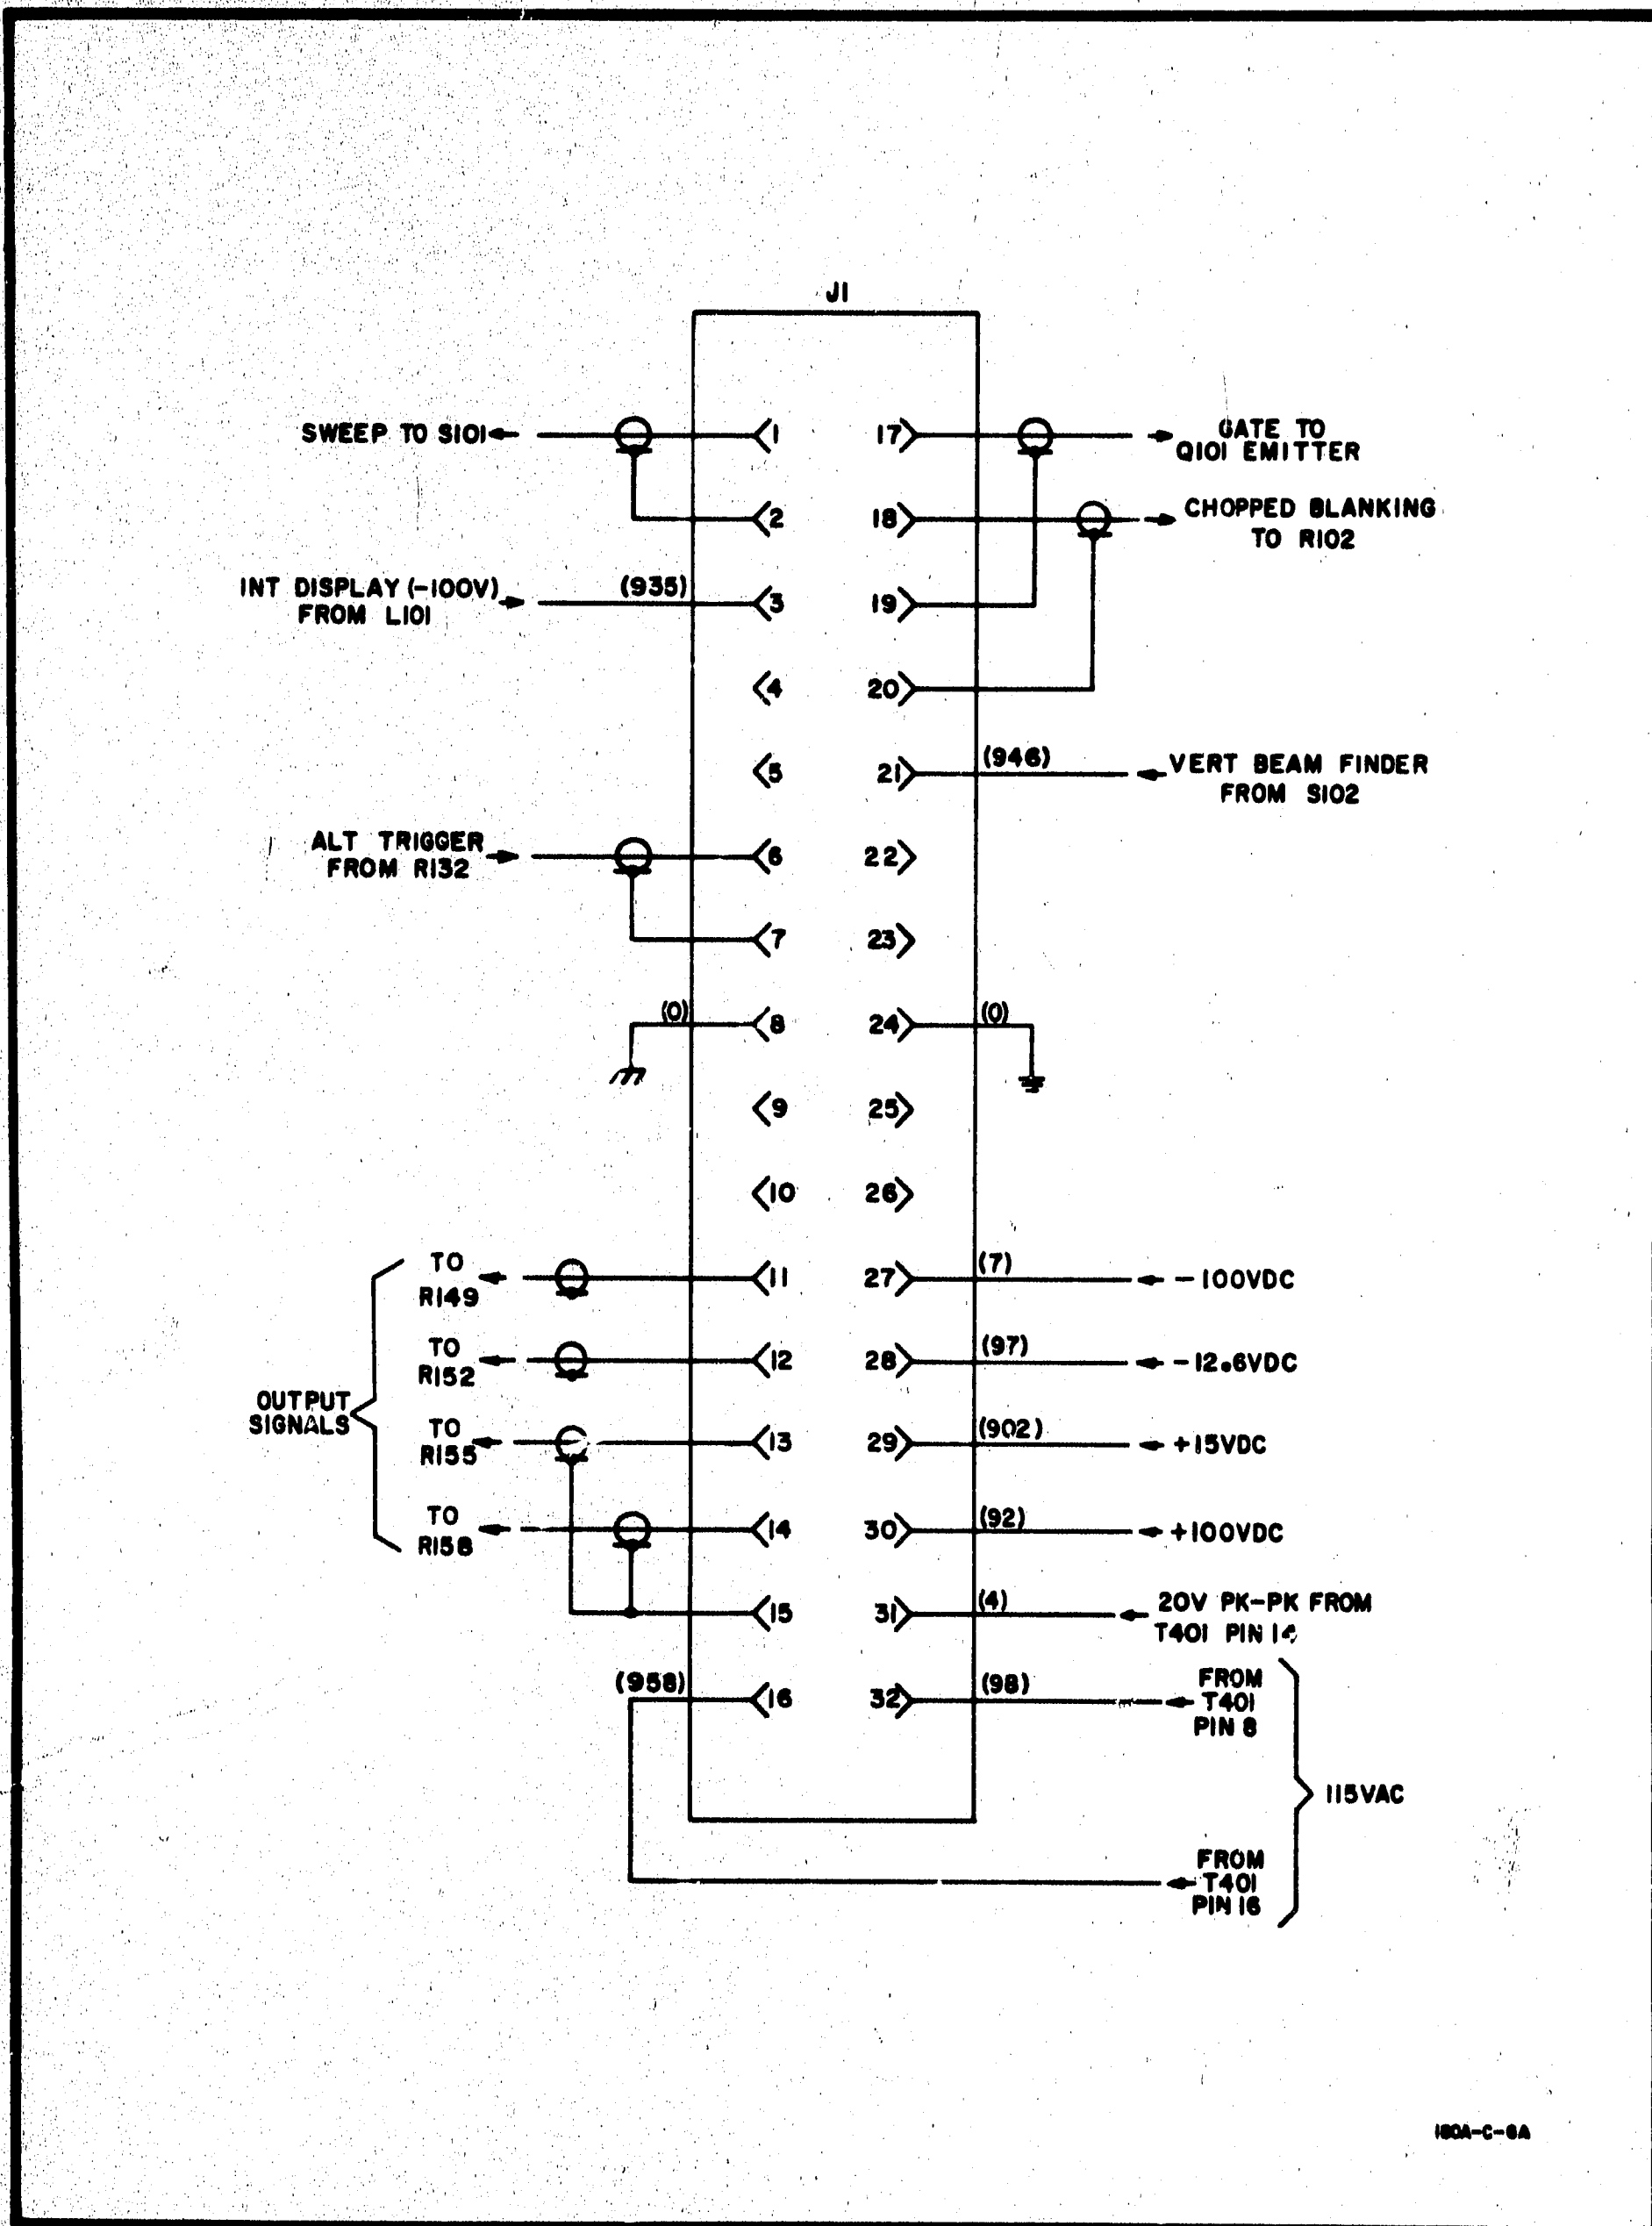 J1
SWEEP TO S101
1
17
GATE TO
Q101 EMITTER
2
18
CHOPPED BLANKING
TO R102
INT DISPLAY (-100V)
FROM L101
(935)
3
19
4
20
5
21
(946)
VERT BEAM FINDER
FROM S102
ALT TRIGGER
FROM R132
6
22
7
23
(0)
8
24
(0)
9
25
10
26
OUTPUT
SIGNALS
TO
R149
11
27
(7)
-100VDC
TO
R152
12
28
(97)
-12.6VDC
TO
R155
13
29
(902)
+15VDC
TO
R158
14
30
(92)
+100VDC
15
31
(4)
20V PK-PK FROM
T401 PIN 14
(958)
16
32
(98)
FROM
T401
PIN 8
115VAC
FROM
T401
PIN 16
180A-C-6A